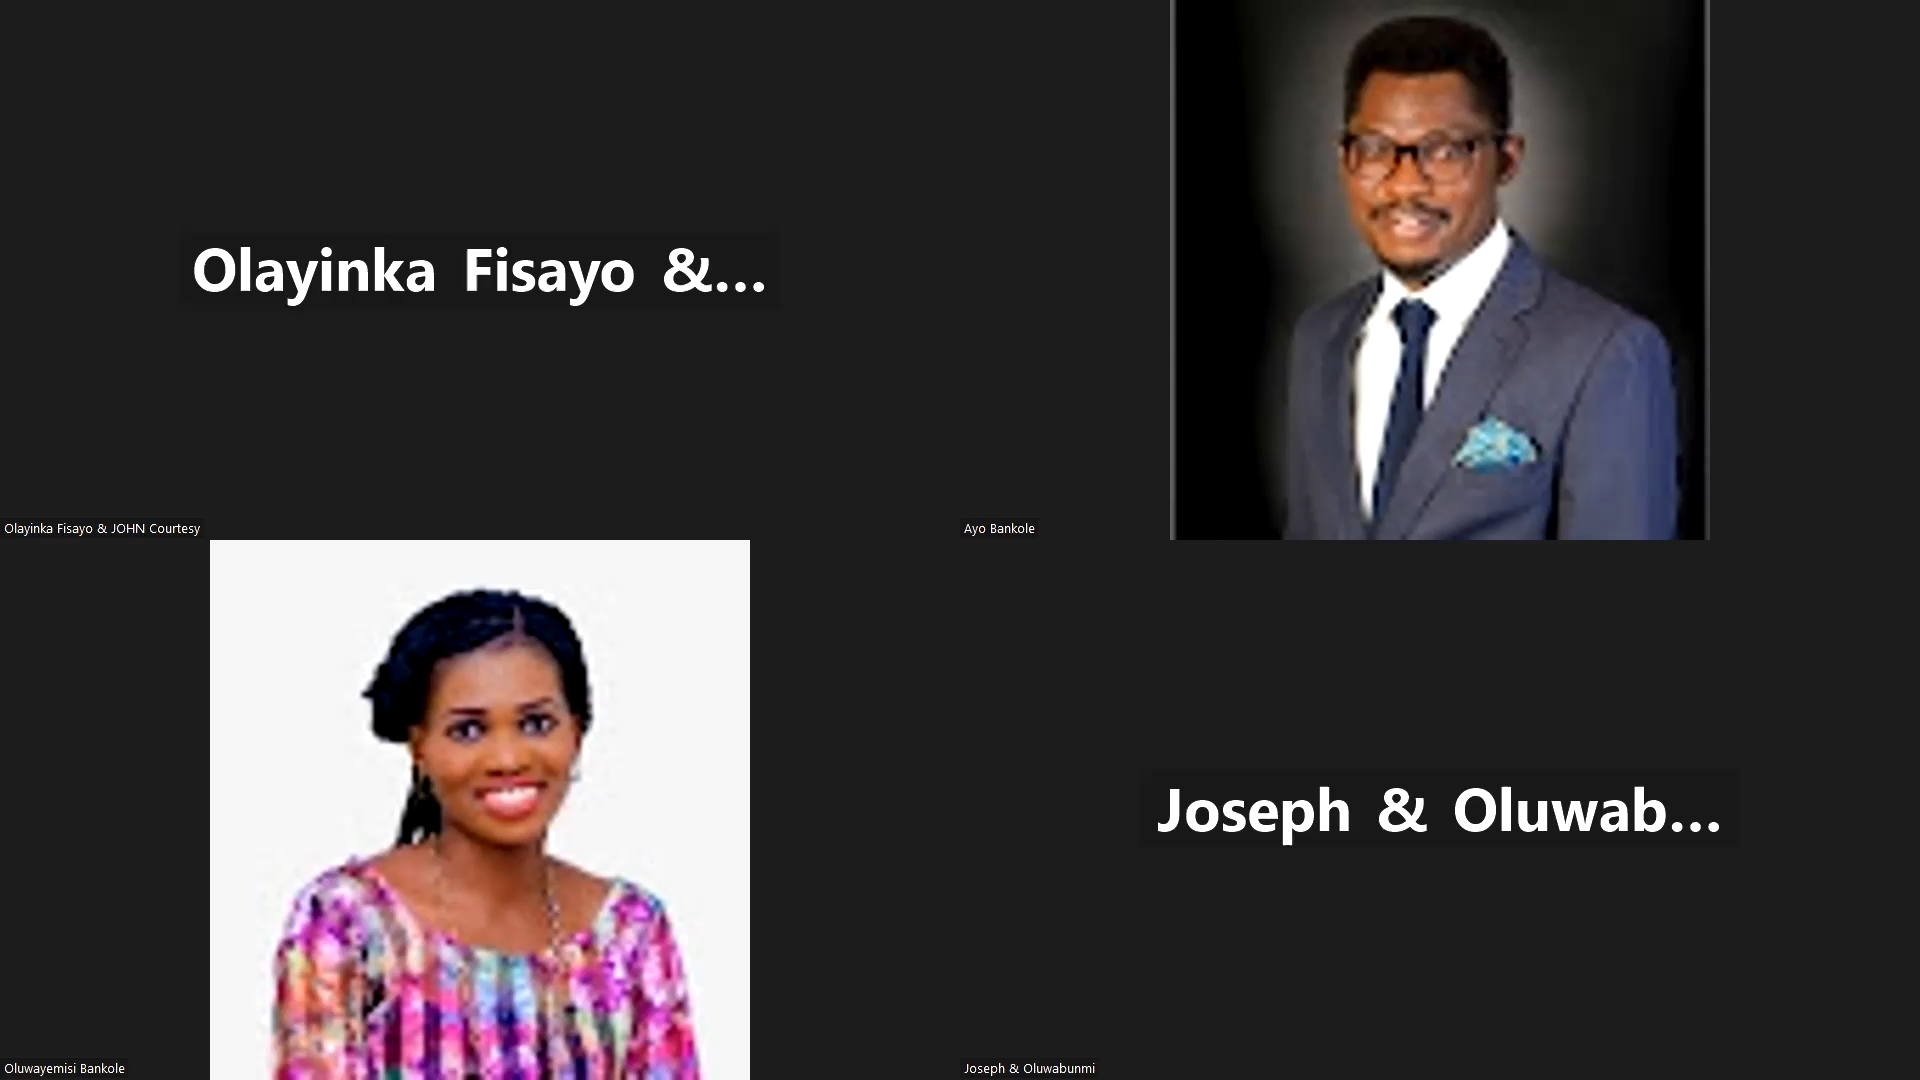 Olayinka Fisayo &...
Olayinka Fisayo & JOHN Courtesy
Ayo Bankole
Joseph & Oluwab...
Oluwayemisi Bankole
Joseph & Oluwabunmi